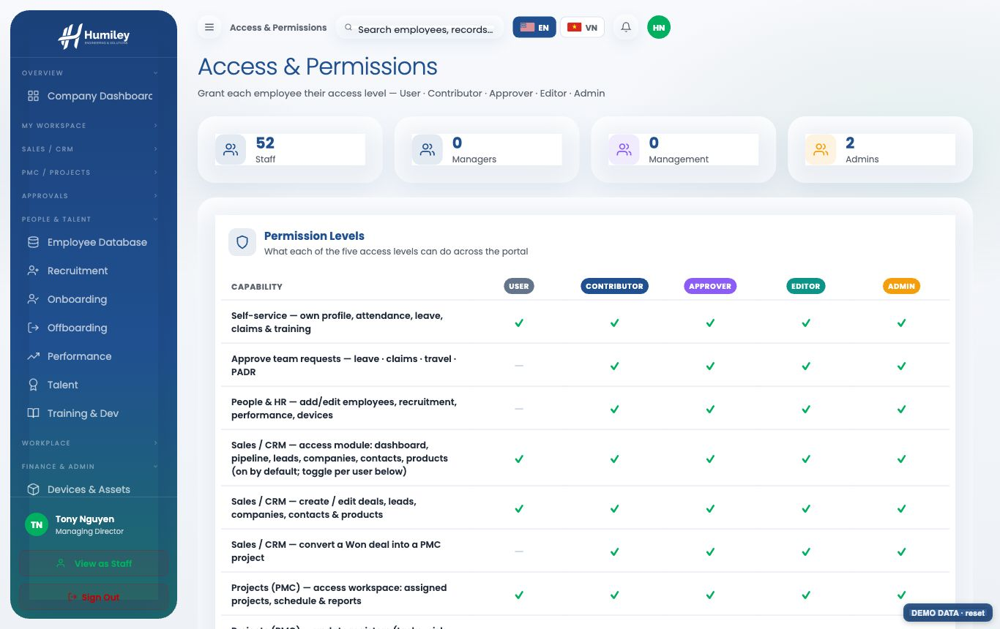 Humiley
ENGINEERING & SOLUTIONS
OVERVIEW
Company Dashboard
MY WORKSPACE
SALES / CRM
PMC / PROJECTS
APPROVALS
PEOPLE & TALENT
Employee Database
Recruitment
Onboarding
Offboarding
Performance
Talent
Training & Dev
WORKPLACE
FINANCE & ADMIN
Devices & Assets
TN
Tony Nguyen
Managing Director
View as Staff
Sign Out
Access & Permissions
Search employees, records…
EN
VN
HN
Access & Permissions
Grant each employee their access level — User · Contributor · Approver · Editor · Admin
52
Staff
0
Managers
0
Management
2
Admins
Permission Levels
What each of the five access levels can do across the portal
CAPABILITY USER CONTRIBUTOR APPROVER EDITOR ADMIN
Self-service — own profile, attendance, leave,
claims & training
Approve team requests — leave · claims · travel ·
PADR
—
People & HR — add/edit employees, recruitment,
performance, devices
—
Sales / CRM — access module: dashboard,
pipeline, leads, companies, contacts, products
(on by default; toggle per user below)
Sales / CRM — create / edit deals, leads,
companies, contacts & products
Sales / CRM — convert a Won deal into a PMC
project
—
Projects (PMC) — access workspace: assigned
projects, schedule & reports
DEMO DATA · reset